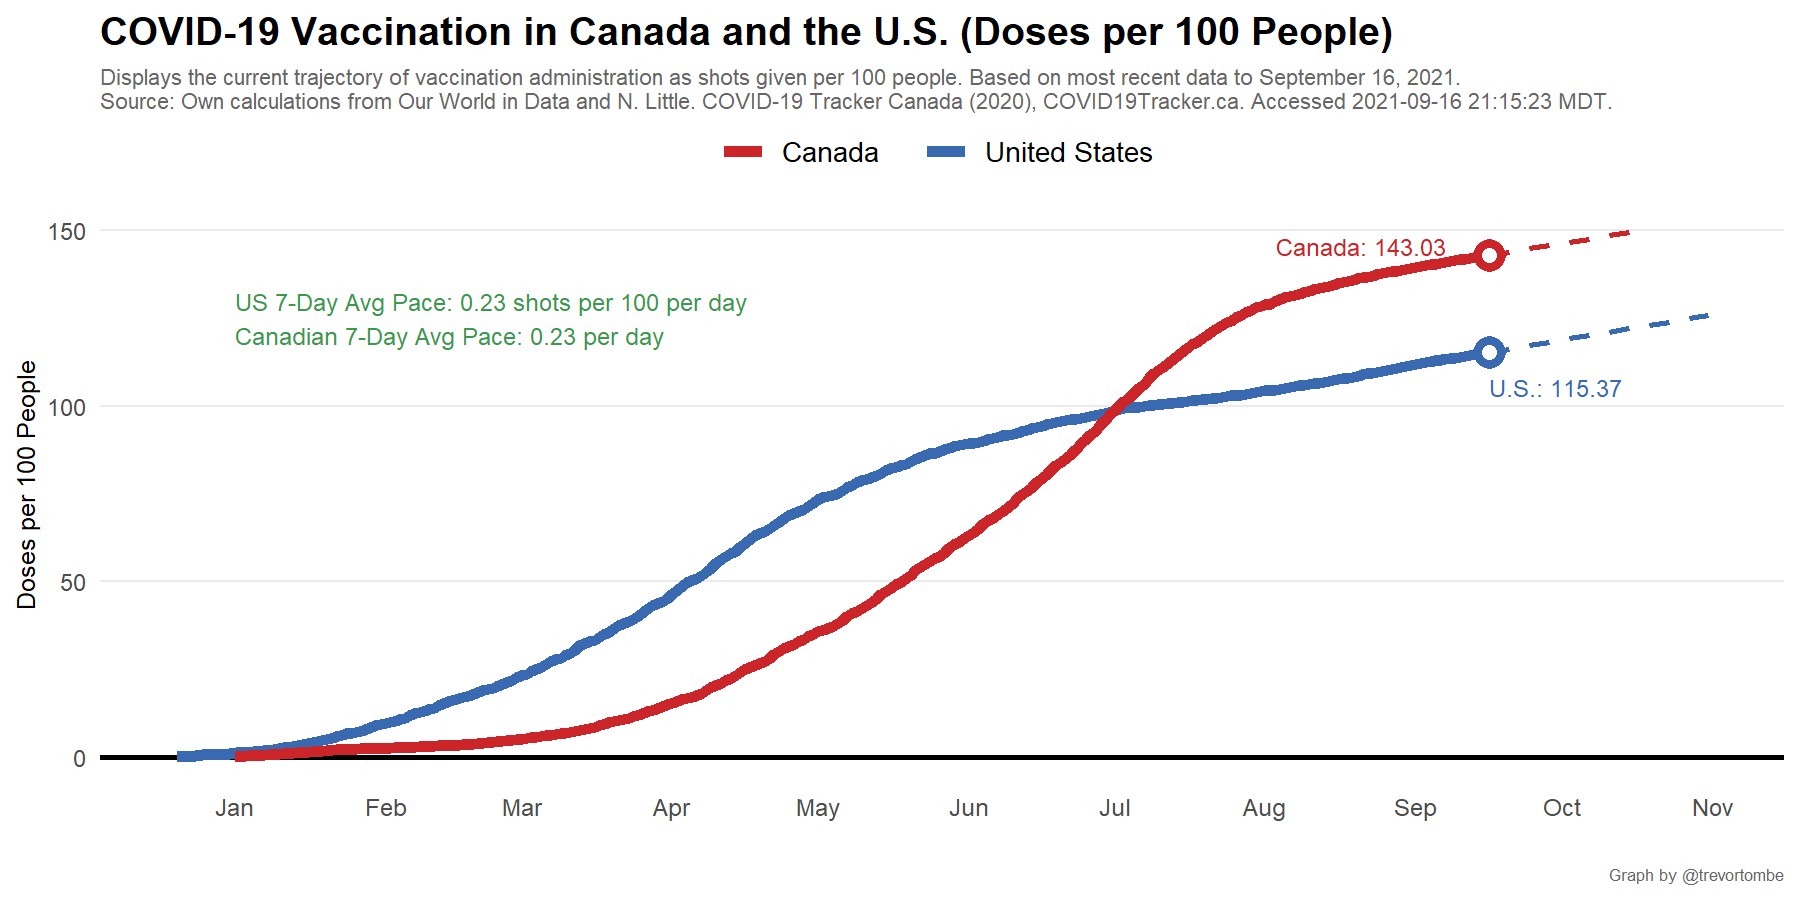 COVID-19 Vaccination in Canada and the U.S. (Doses per 100 People)
Displays the current trajectory of vaccination administration as shots given per 100 people. Based on most recent data to September 16, 2021.
Source: Own calculations from Our World in Data and N. Little. COVID-19 Tracker Canada (2020), COVID19Tracker.ca. Accessed 2021-09-16 21:15:23 MDT.
Canada United States
150
Canada: 143.03
US 7-Day Avg Pace: 0.23 shots per 100 per day
Canadian 7-Day Avg Pace: 0.23 per day
U.S.: 115.37
100
Doses per 100 People
50
0
Jan Feb Mar Apr May Jun Jul Aug Sep Oct Nov
Graph by @trevortombe